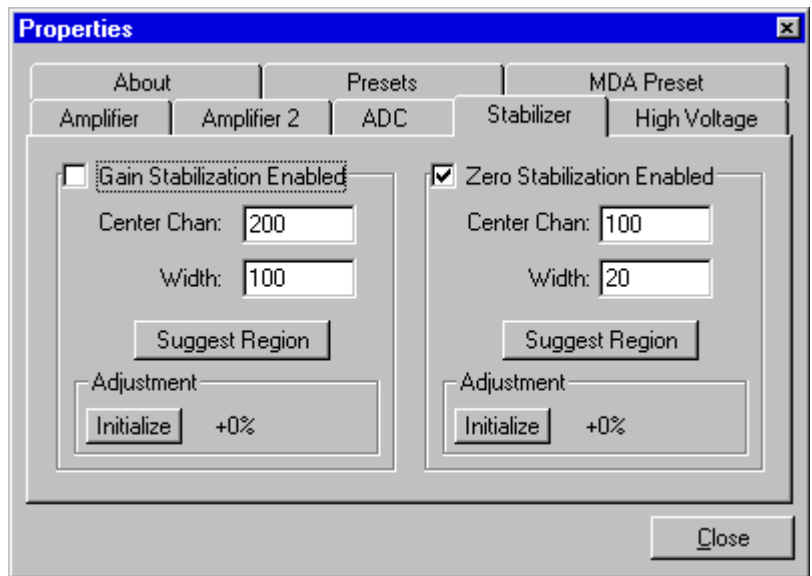 Properties
About Presets MDA Preset
Amplifier Amplifier 2 ADC Stabilizer High Voltage
Gain Stabilization Enabled
Center Chan: 200
Width: 100
Suggest Region
Adjustment
Initialize +0%
Zero Stabilization Enabled
Center Chan: 100
Width: 20
Suggest Region
Adjustment
Initialize +0%
Close